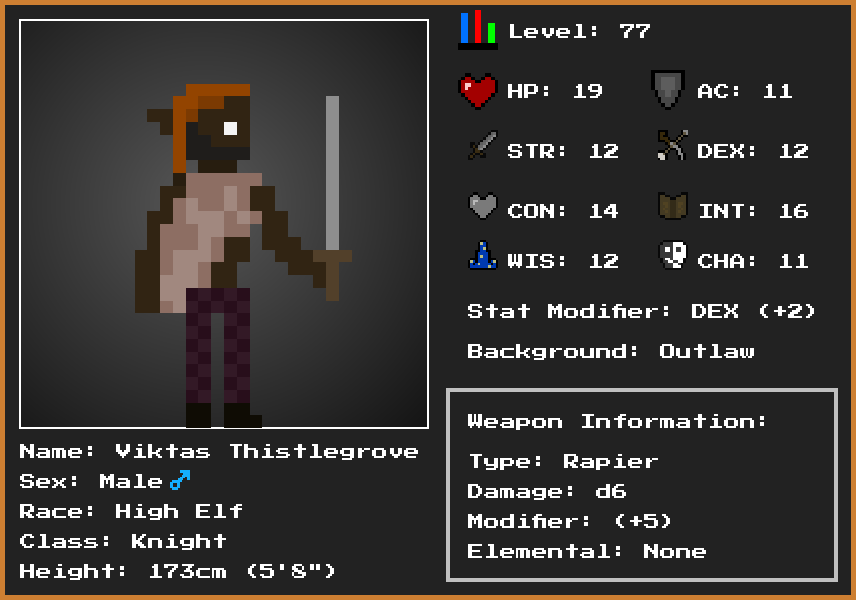 Level: 77
HP: 19 AC: 11
STR: 12 DEX: 12
CON: 14 INT: 16
WIS: 12 CHA: 11
Stat Modifier: DEX (+2)
Background: Outlaw
Weapon Information:
Type: Rapier
Damage: d6
Modifier: (+5)
Elemental: None
Name: Viktas Thistlegrove
Sex: Male ♂
Race: High Elf
Class: Knight
Height: 173cm (5'8")